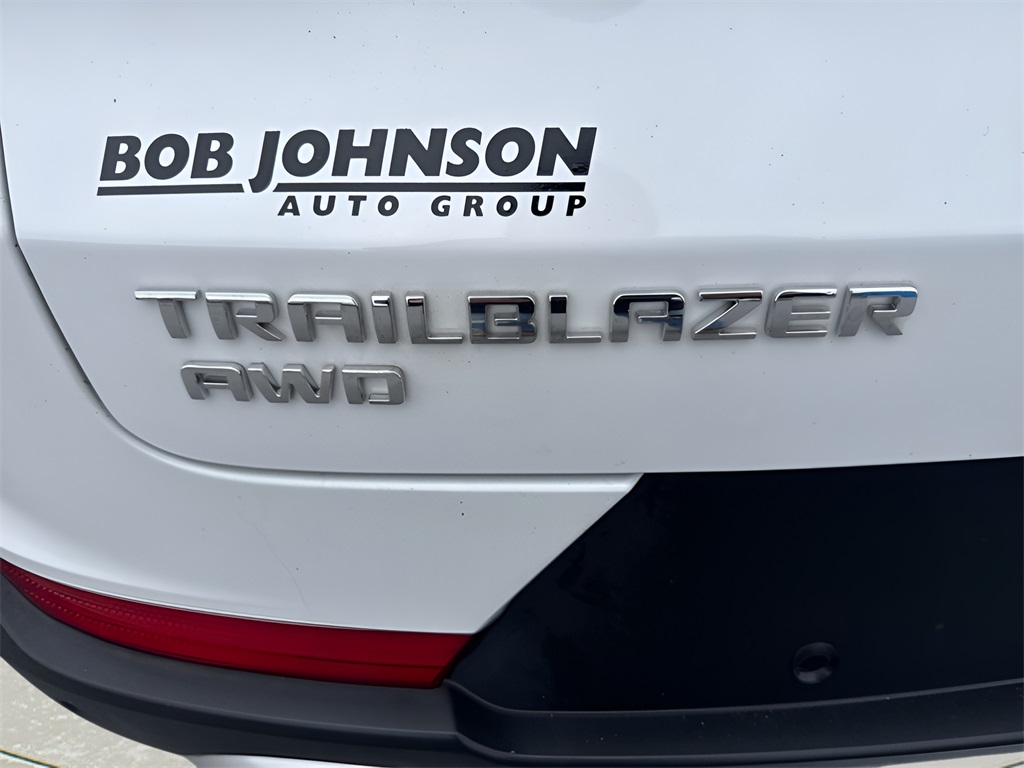 BOB JOHNSON
AUTO GROUP
TRAILBLAZER
AWD